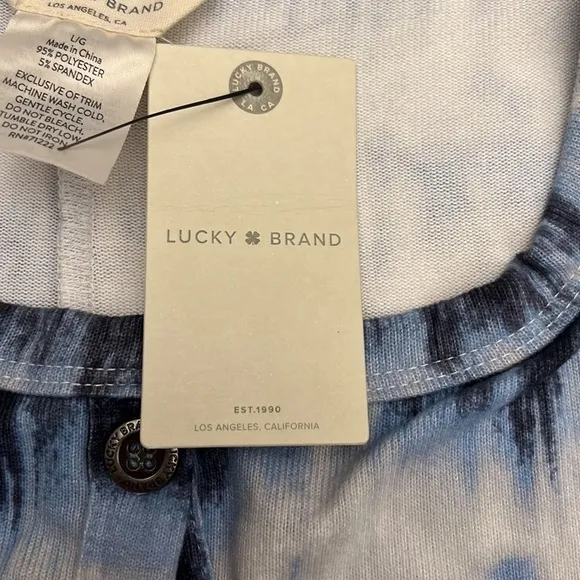 BRAND
LOS ANGELES, CA
L/G
Made in China
95% POLYESTER
5% SPANDEX
EXCLUSIVE OF TRIM
MACHINE WASH COLD,
GENTLE CYCLE,
DO NOT BLEACH,
TUMBLE DRY LOW
DO NOT IRON
RN#71222
LUCKY BRAND
LA CA
LUCKY BRAND
EST.1990
LOS ANGELES, CALIFORNIA
LUCKY BRAND